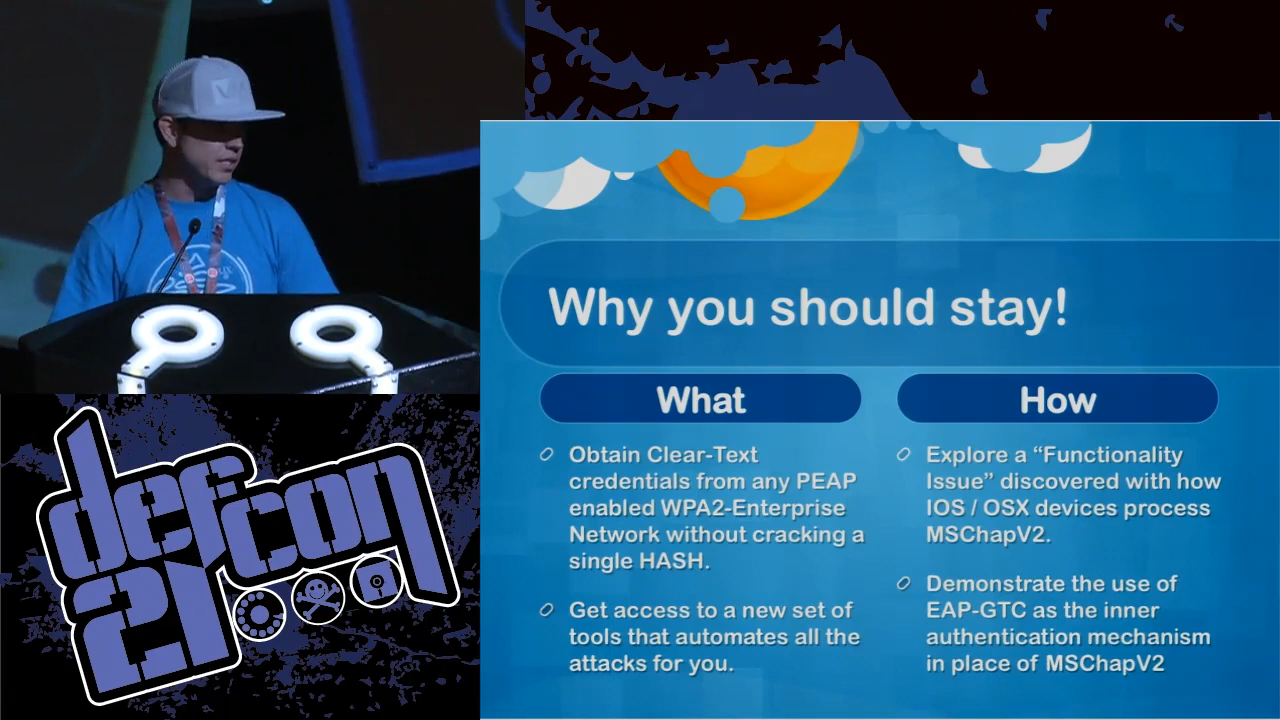 Why you should stay!
What
Obtain Clear-Text
credentials from any PEAP
enabled WPA2-Enterprise
Network without cracking a
single HASH.
Get access to a new set of
tools that automates all the
attacks for you.
How
Explore a “Functionality
Issue” discovered with how
IOS / OSX devices process
MSChapV2.
Demonstrate the use of
EAP-GTC as the inner
authentication mechanism
in place of MSChapV2
defcon
21